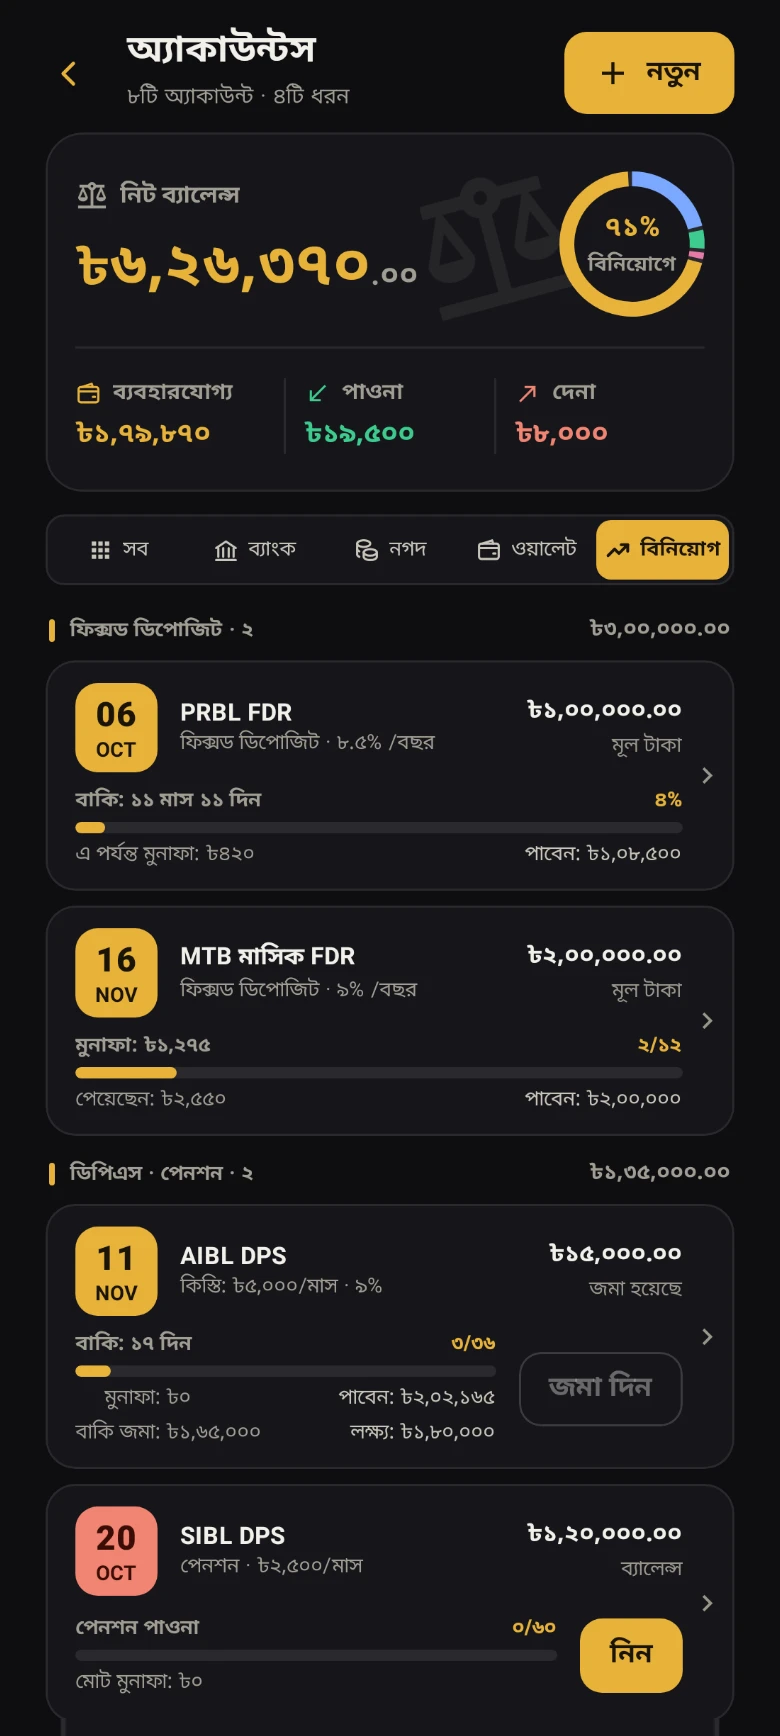 অ্যাকাউন্টস
৮টি অ্যাকাউন্ট · ৪টি ধরন
+ নতুন
নিট ব্যালেন্স
৳৬,২৬,৩৭০.০০
৭১%
বিনিয়োগে
ব্যবহারযোগ্য
৳১,৭৯,৮৭০
পাওনা
৳১৯,৫০০
দেনা
৳৮,০০০
সব ব্যাংক নগদ ওয়ালেট বিনিয়োগ
ফিক্সড ডিপোজিট · ২ ৳৩,০০,০০০.০০
06
OCT
PRBL FDR
ফিক্সড ডিপোজিট · ৮.৫% /বছর
৳১,০০,০০০.০০
মূল টাকা
বাকি: ১১ মাস ১১ দিন ৪%
এ পর্যন্ত মুনাফা: ৳৪২০ পাবেন: ৳১,০৮,৫০০
16
NOV
MTB মাসিক FDR
ফিক্সড ডিপোজিট · ৯% /বছর
৳২,০০,০০০.০০
মূল টাকা
মুনাফা: ৳১,২৭৫ ২/১২
পেয়েছেন: ৳২,৫৫০ পাবেন: ৳২,০০,০০০
ডিপিএস · পেনশন · ২ ৳১,৩৫,০০০.০০
11
NOV
AIBL DPS
কিস্তি: ৳৫,০০০/মাস · ৯%
৳১৫,০০০.০০
জমা হয়েছে
বাকি: ১৭ দিন ৩/৩৬
মুনাফা: ৳০ পাবেন: ৳২,০২,১৬৫
বাকি জমা: ৳১,৬৫,০০০ লক্ষ্য: ৳১,৮০,০০০
জমা দিন
20
OCT
SIBL DPS
পেনশন · ৳২,৫০০/মাস
৳১,২০,০০০.০০
ব্যালেন্স
পেনশন পাওনা ০/৬০
মোট মুনাফা: ৳০
নিন